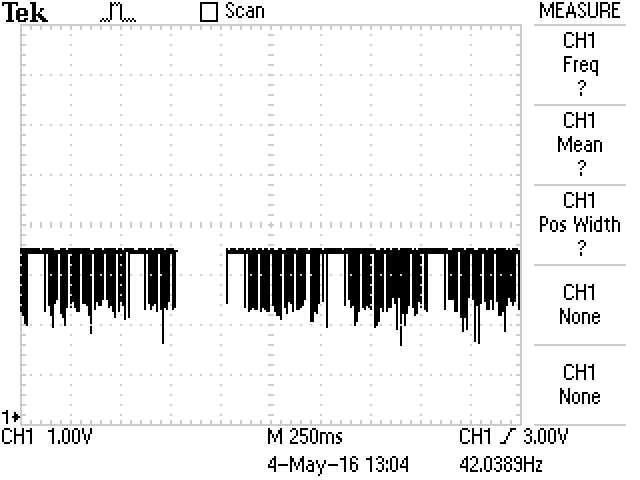 Tek Scan MEASURE
CH1
Freq
?
CH1
Mean
?
CH1
Pos Width
?
CH1
None
CH1
None
1
CH1 1.00V M 250ms CH1 3.00V
4-May-16 13:04 42.0389Hz